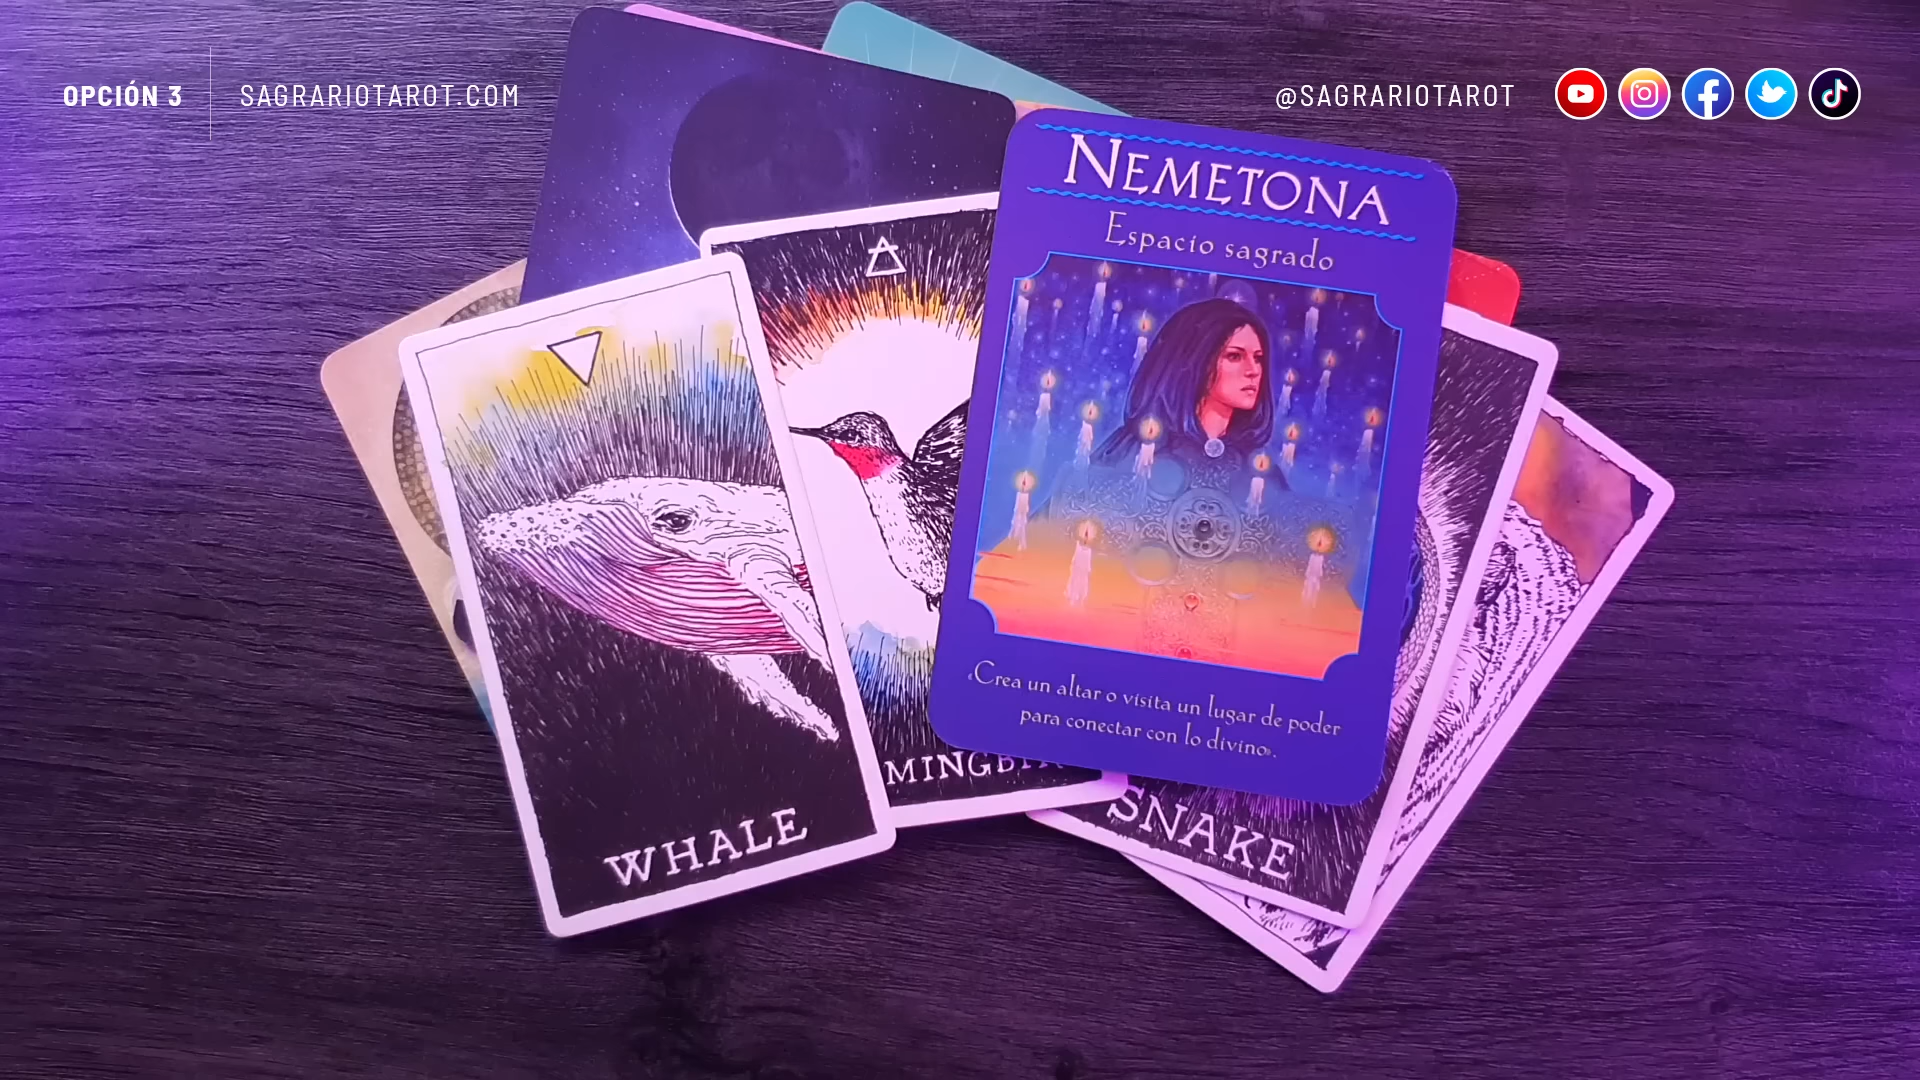 OPCIÓN 3
SAGRARIOTAROT.COM
@SAGRARIOTAROT
NEMETONA
Espacio sagrado
«Crea un altar o visita un lugar de poder
para conectar con lo divino».
MINGBIR
SNAKE
WHALE